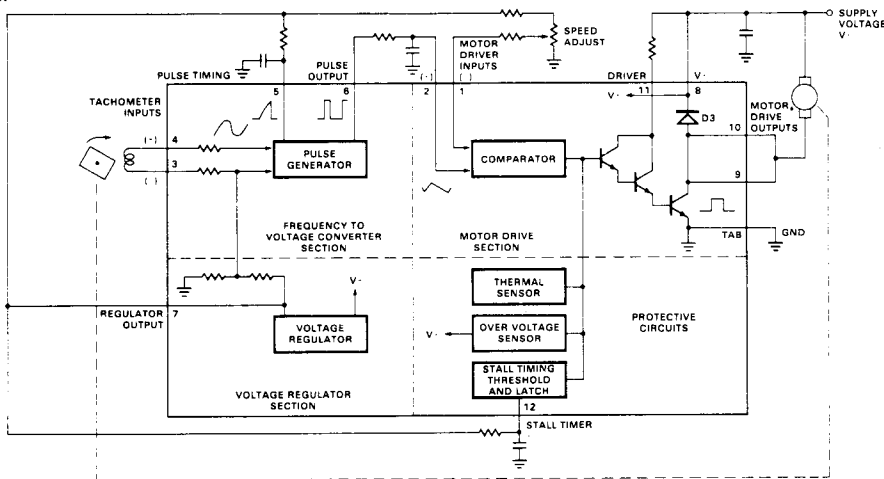 SUPPLY
VOLTAGE
V-
SPEED
ADJUST
MOTOR
DRIVER
INPUTS
PULSE TIMING
PULSE
OUTPUT
5
6
(-)
2
( )
1
DRIVER
11
V-
8
TACHOMETER
INPUTS
V-
D3
10
MOTOR
DRIVE
OUTPUTS
(-)
4
( )
3
PULSE
GENERATOR
COMPARATOR
9
FREQUENCY TO
VOLTAGE CONVERTER
SECTION
MOTOR DRIVE
SECTION
TAB
GND
THERMAL
SENSOR
V-
REGULATOR
OUTPUT
7
VOLTAGE
REGULATOR
V-
OVER VOLTAGE
SENSOR
PROTECTIVE
CIRCUITS
STALL TIMING
THRESHOLD
AND LATCH
VOLTAGE REGULATOR
SECTION
12
STALL TIMER